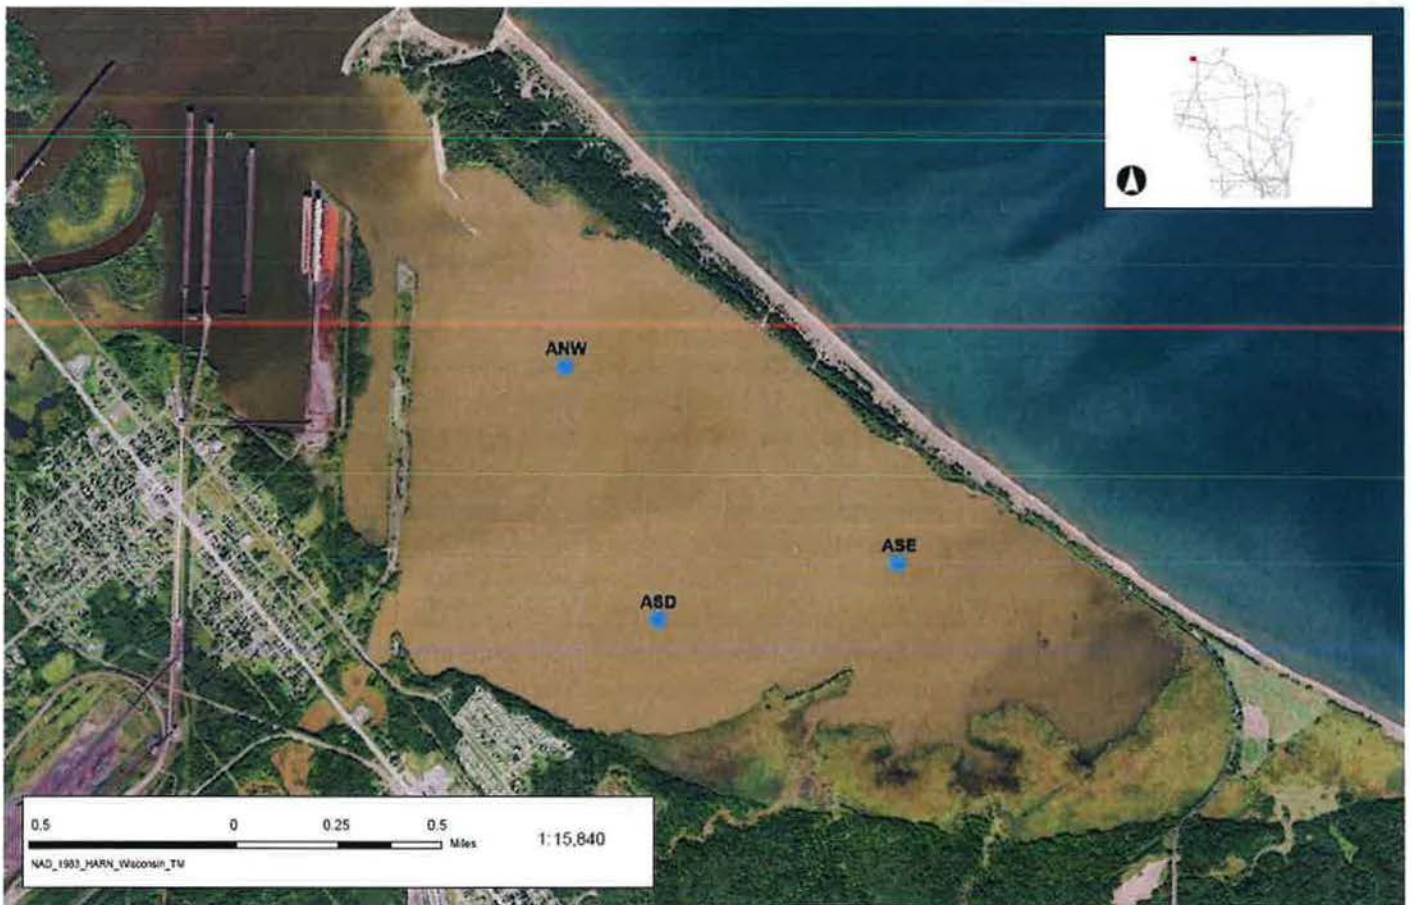 ANW
ASE
ASD
0.5 0 0.25 0.5
Miles
1:15,840
NAD_1983_HARN_Wisconsin_TM